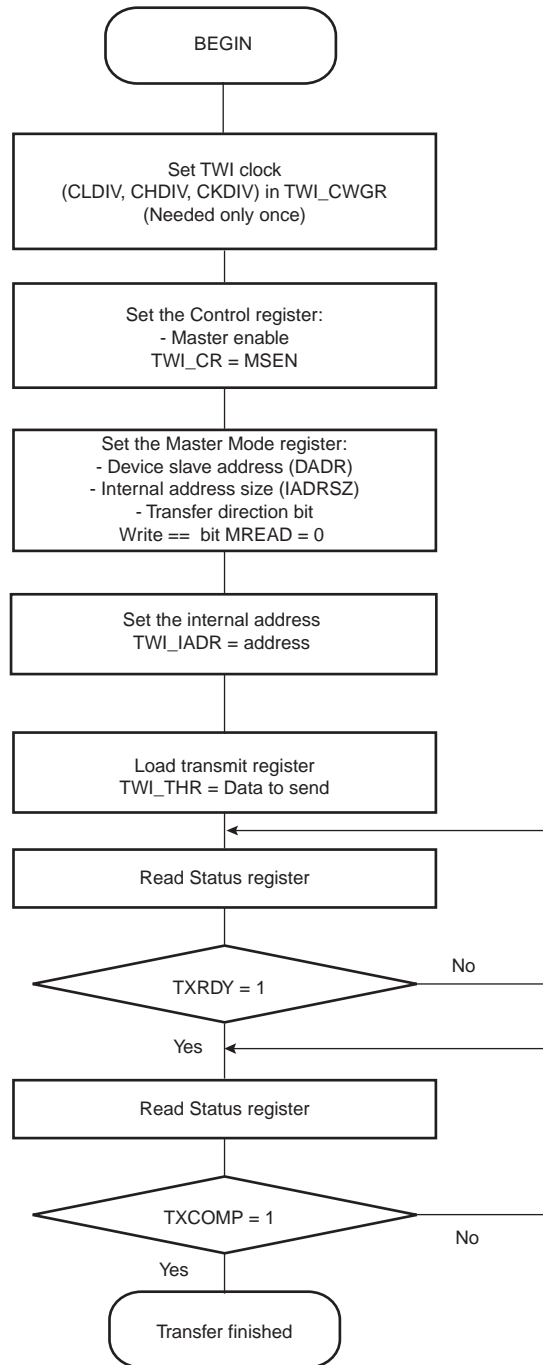 BEGIN
Set TWI clock
(CLDIV, CHDIV, CKDIV) in TWI_CWGR
(Needed only once)
Set the Control register:
- Master enable
TWI_CR = MSEN
Set the Master Mode register:
- Device slave address (DADR)
- Internal address size (IADRSZ)
- Transfer direction bit
Write == bit MREAD = 0
Set the internal address
TWI_IADR = address
Load transmit register
TWI_THR = Data to send
Read Status register
TXRDY = 1
No
Yes
Read Status register
TXCOMP = 1
No
Yes
Transfer finished